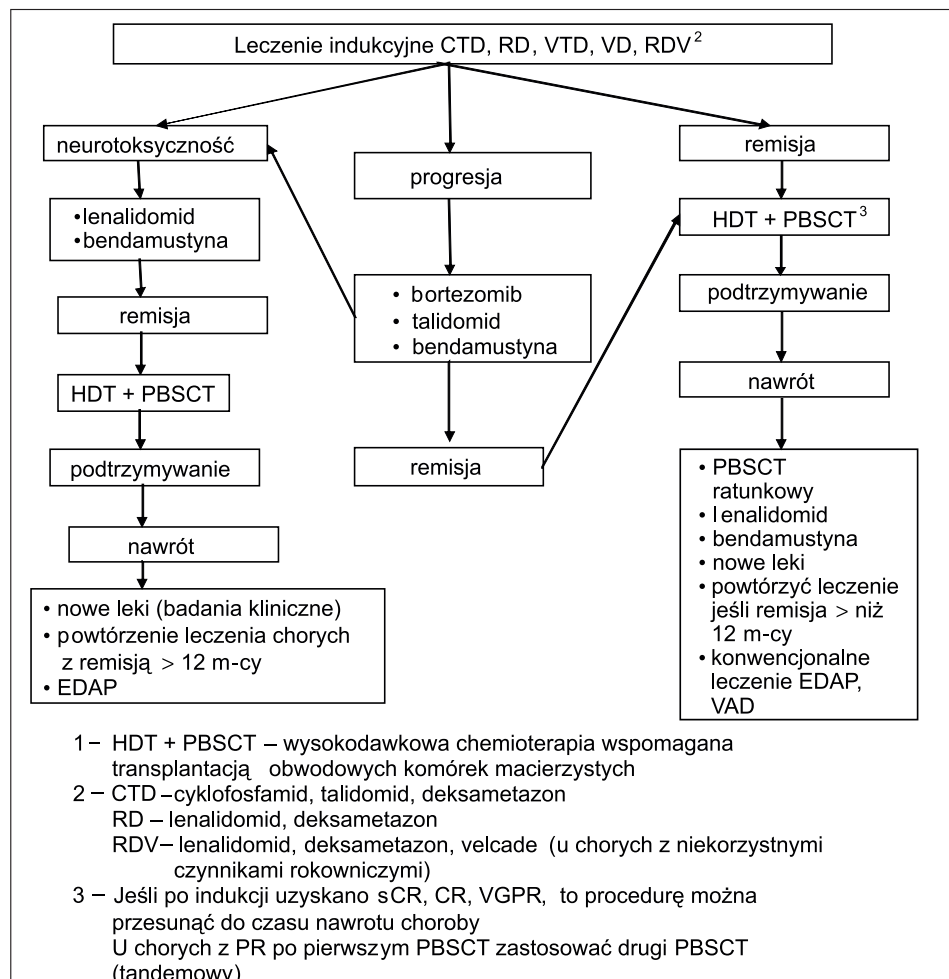 Leczenie indukcyjne CTD, RD, VTD, VD, RDV²
neurotoksyczność
• lenalidomid
• bendamustyna
remisja
HDT + PBSCT
podtrzymywanie
nawrót
• nowe leki (badania kliniczne)
• powtórzenie leczenia chorych
z remisją > 12 m-cy
• EDAP
progresja
• bortezomib
• talidomid
• bendamustyna
remisja
remisja
HDT + PBSCT³
podtrzymywanie
nawrót
• PBSCT
ratunkowy
• lenalidomid
• bendamustyna
• nowe leki
• powtórzyć leczenie
jeśli remisja > niż
12 m-cy
• konwencjonalne
leczenie EDAP,
VAD
1 – HDT + PBSCT – wysokodawkowa chemioterapia wspomagana
transplantacją obwodowych komórek macierzystych
2 – CTD – cyklofosfamid, talidomid, deksametazon
RD – lenalidomid, deksametazon
RDV – lenalidomid, deksametazon, velcade (u chorych z niekorzystnymi
czynnikami rokowniczymi)
3 – Jeśli po indukcji uzyskano sCR, CR, VGPR, to procedurę można
przesunąć do czasu nawrotu choroby
U chorych z PR po pierwszym PBSCT zastosować drugi PBSCT
(tandemowy)